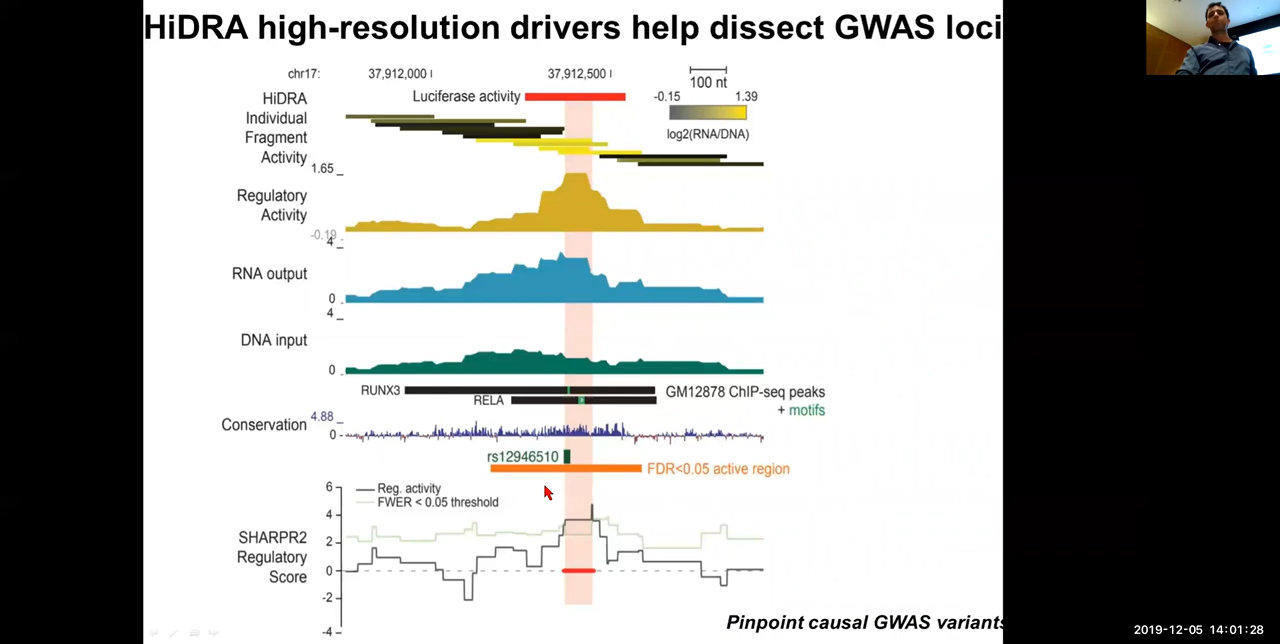 HiDRA high-resolution drivers help dissect GWAS loci
chr17:
37,912,000
37,912,500
100 nt
HiDRA
Individual
Fragment
Activity
Luciferase activity
-0.15
1.39
log2(RNA/DNA)
1.65
Regulatory
Activity
-0.19
4
RNA output
0
4
DNA input
0
RUNX3
RELA
GM12878 ChIP-seq peaks
+ motifs
Conservation
4.88
0
rs12946510
FDR<0.05 active region
Reg. activity
FWER < 0.05 threshold
SHARPR2
Regulatory
Score
6
4
2
0
-2
-4
Pinpoint causal GWAS variants
2019-12-05 14:01:28